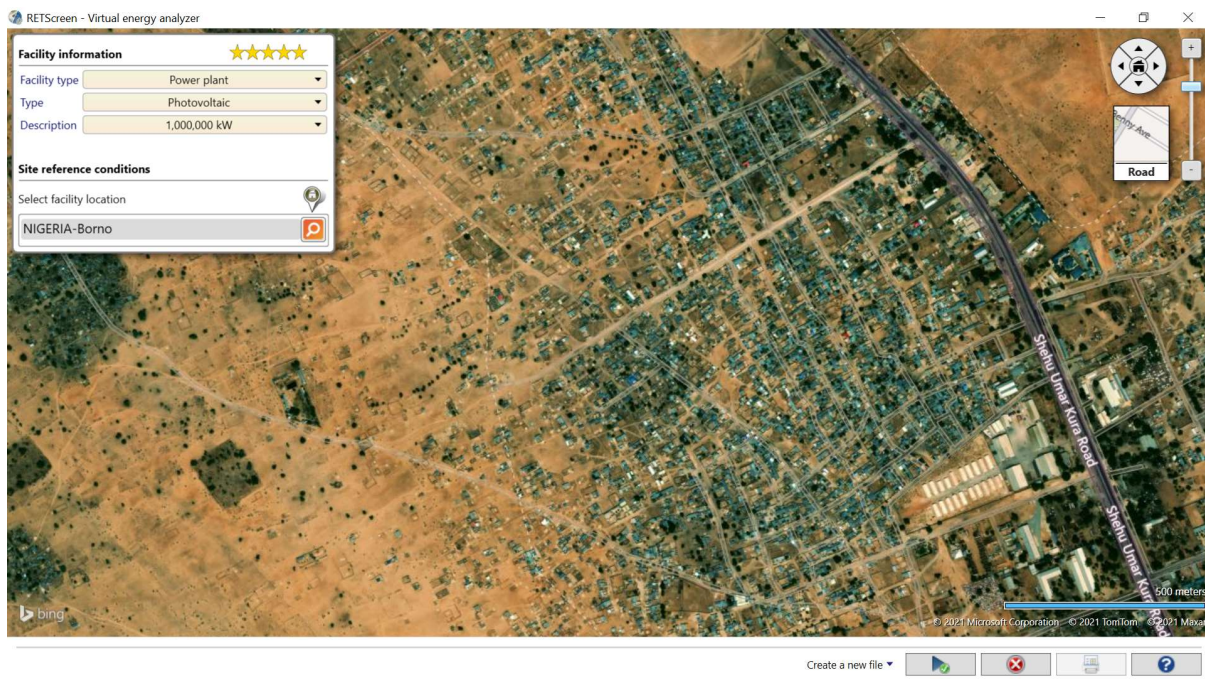 RETScreen - Virtual energy analyzer
Facility information
Facility type Power plant
Type Photovoltaic
Description 1,000,000 kW
Site reference conditions
Select facility location
NIGERIA-Borno
+
Penny Ave
Road
-
Shehu Umar Kura Road
Shehu Umar Kura Road
500 meters
bing
© 2021 Microsoft Corporation © 2021 TomTom © 2021 Maxar
Create a new file
?